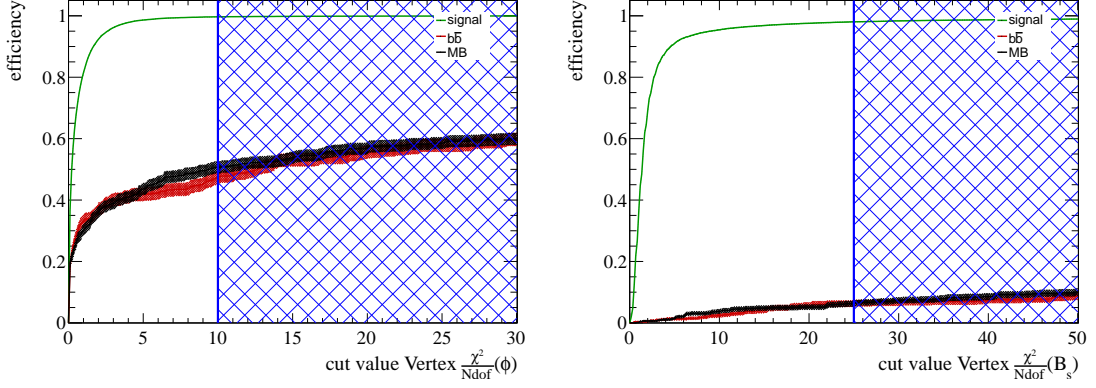 efficiency
1
0.8
0.6
0.4
0.2
0
0 5 10 15 20 25 30
cut value Vertex χ²/Ndof (φ)
signal
bb̅
MB
efficiency
1
0.8
0.6
0.4
0.2
0
0 10 20 30 40 50
cut value Vertex χ²/Ndof (B_s)
signal
bb̅
MB